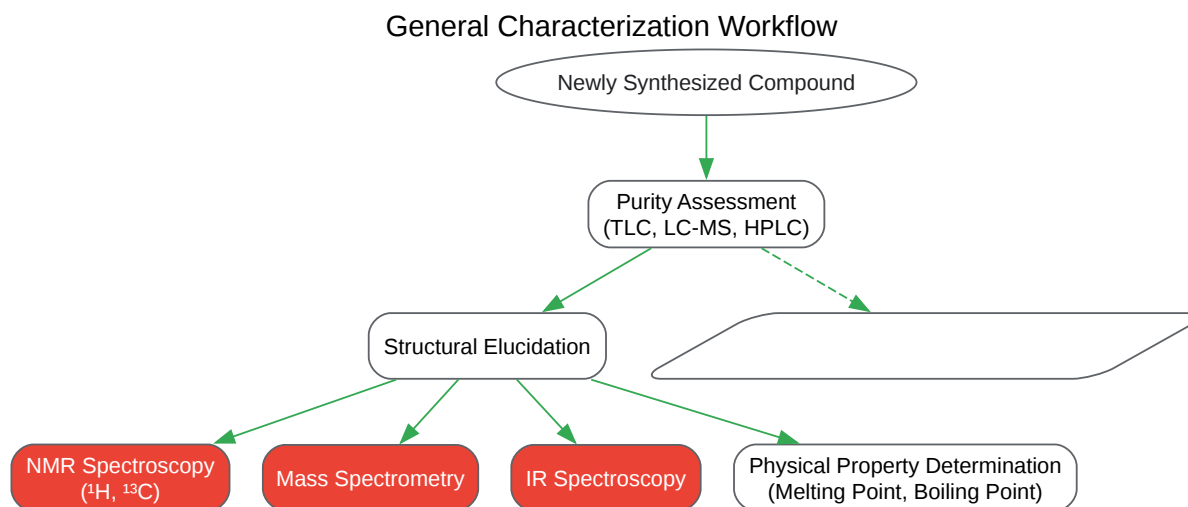 General Characterization Workflow
Newly Synthesized Compound
Purity Assessment
(TLC, LC-MS, HPLC)
Structural Elucidation
NMR Spectroscopy
(¹H, ¹³C)
Mass Spectrometry
IR Spectroscopy
Physical Property Determination
(Melting Point, Boiling Point)